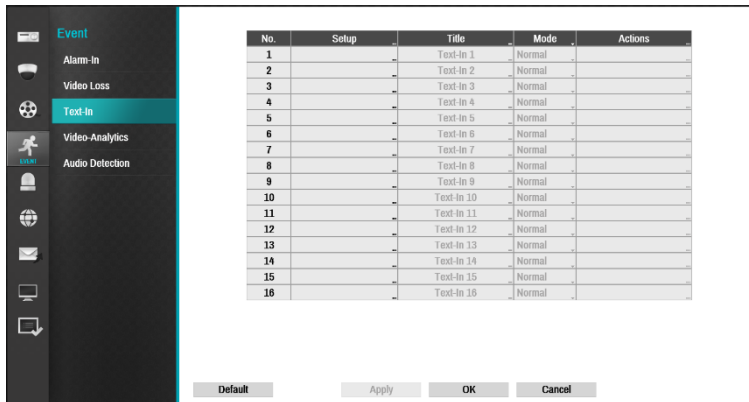 Event
Alarm-In
Video Loss
Text-In
Video-Analytics
Audio Detection
EVENT
No. Setup Title Mode Actions
1 Text-In 1 Normal
2 Text-In 2 Normal
3 Text-In 3 Normal
4 Text-In 4 Normal
5 Text-In 5 Normal
6 Text-In 6 Normal
7 Text-In 7 Normal
8 Text-In 8 Normal
9 Text-In 9 Normal
10 Text-In 10 Normal
11 Text-In 11 Normal
12 Text-In 12 Normal
13 Text-In 13 Normal
14 Text-In 14 Normal
15 Text-In 15 Normal
16 Text-In 16 Normal
Default Apply OK Cancel